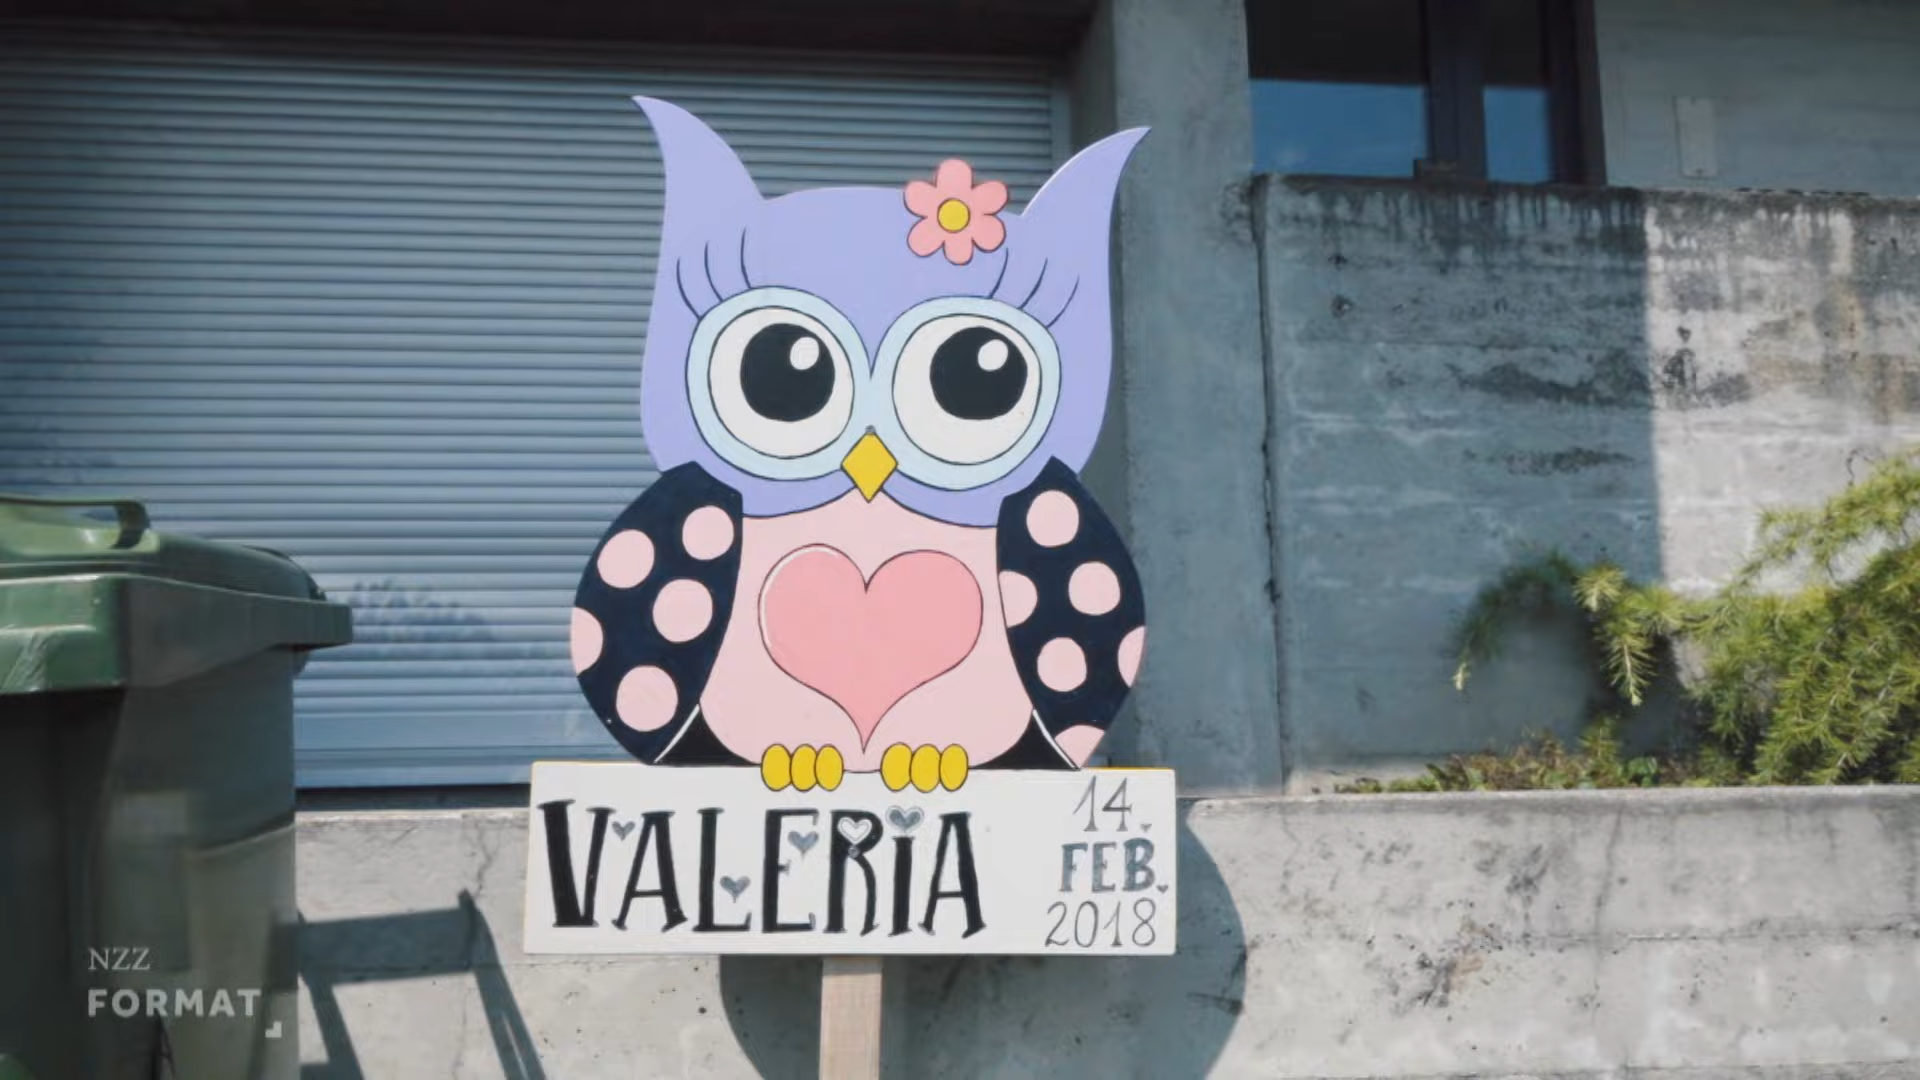 VALERIA
14.
FEB.
2018
NZZ
FORMAT